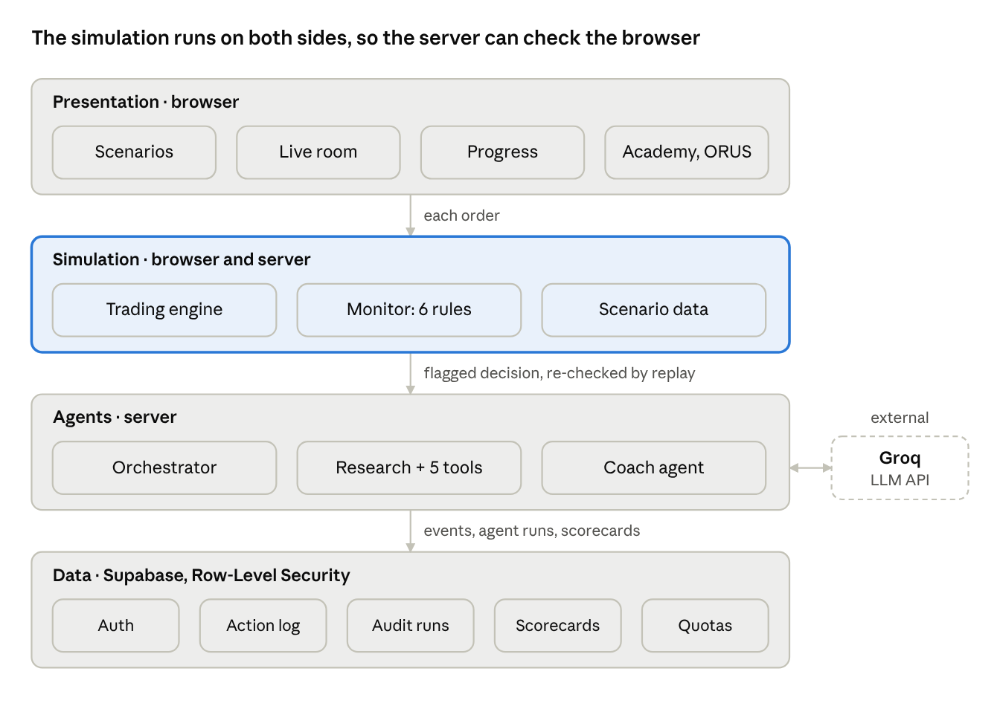 The simulation runs on both sides, so the server can check the browser
Presentation · browser
Scenarios
Live room
Progress
Academy, ORUS
each order
Simulation · browser and server
Trading engine
Monitor: 6 rules
Scenario data
flagged decision, re-checked by replay
Agents · server
Orchestrator
Research + 5 tools
Coach agent
external
Groq
LLM API
events, agent runs, scorecards
Data · Supabase, Row-Level Security
Auth
Action log
Audit runs
Scorecards
Quotas